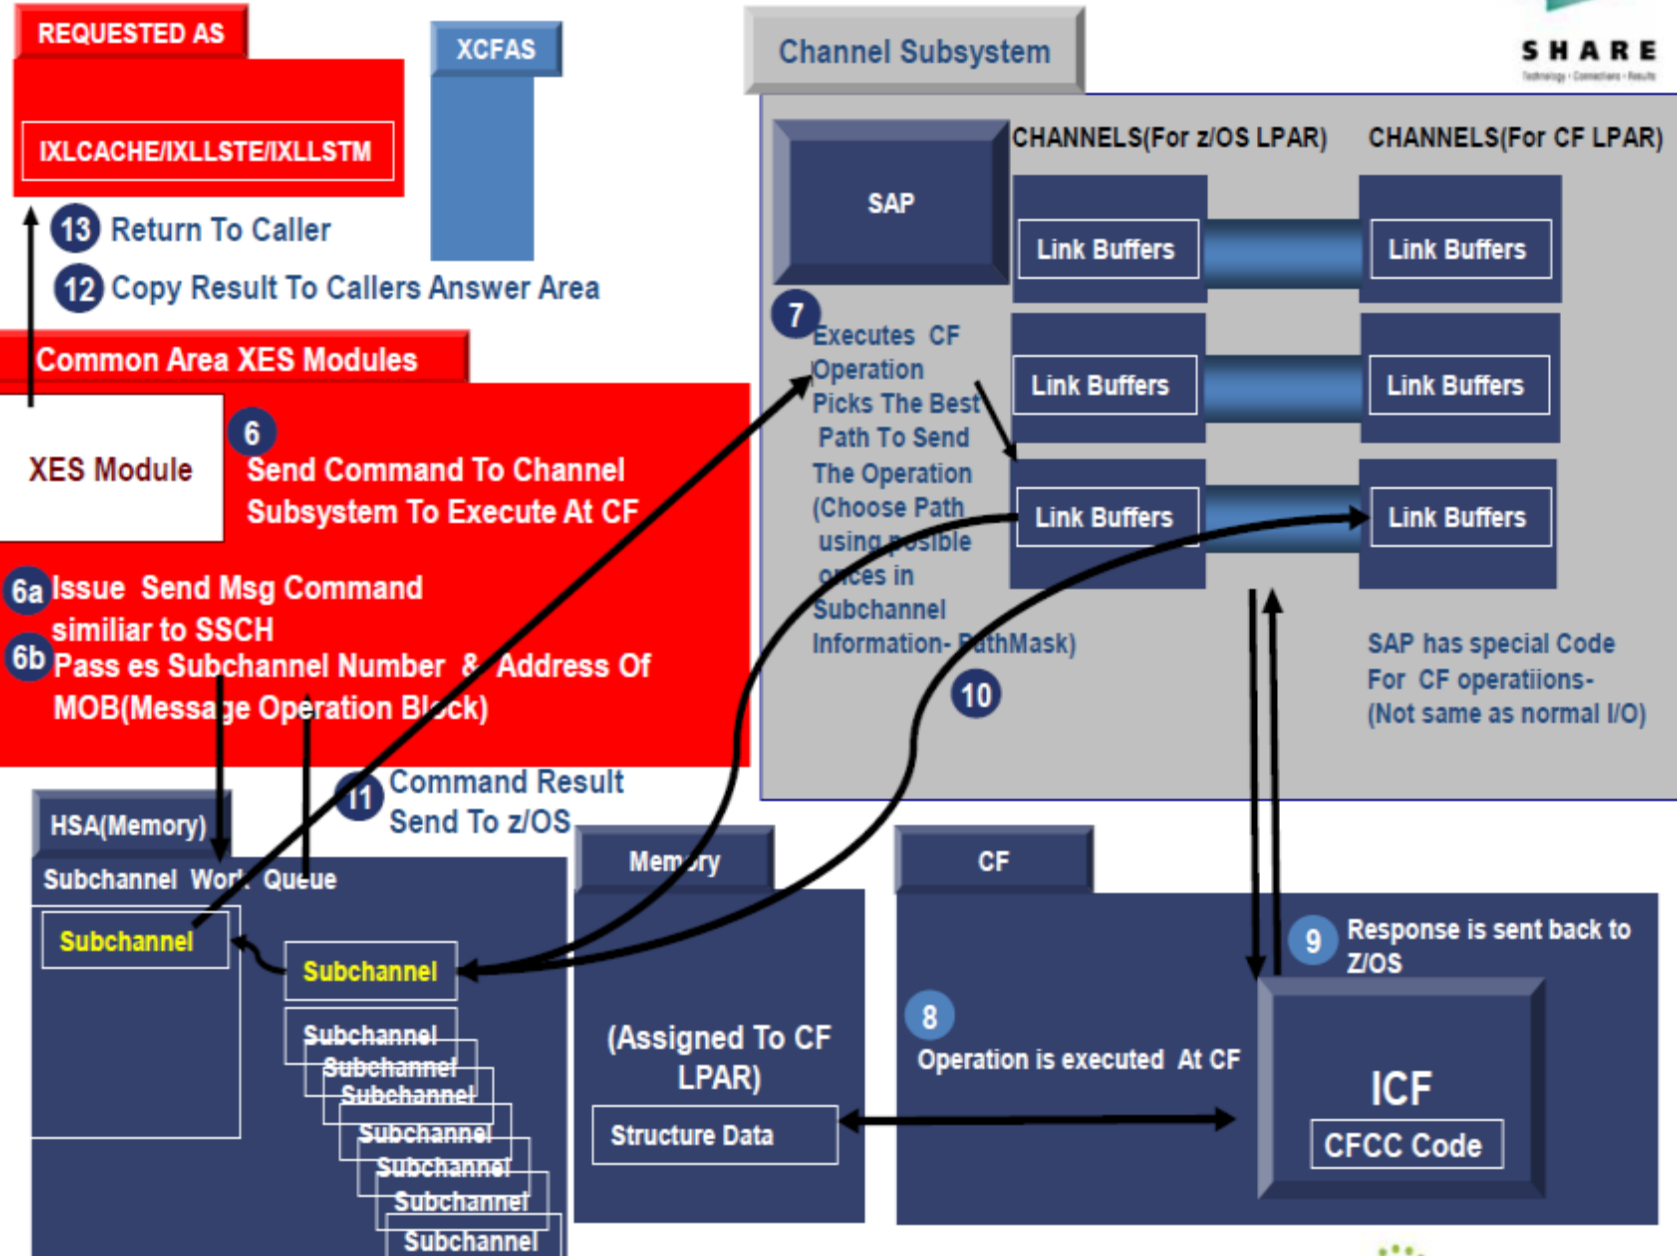 REQUESTED AS
IXLCACHE/IXLLSTE/IXLLSTM
XCFAS
13 Return To Caller
12 Copy Result To Callers Answer Area
Common Area XES Modules
XES Module
6
Send Command To Channel
Subsystem To Execute At CF
6a Issue Send Msg Command
similiar to SSCH
6b Pass es Subchannel Number & Address Of
MOB(Message Operation Block)
11 Command Result
Send To z/OS
HSA(Memory)
Subchannel Work Queue
Subchannel
Subchannel
Subchannel
Subchannel
Subchannel
Subchannel
Subchannel
Subchannel
Subchannel
Channel Subsystem
SHARE
Technology · Connections · Results
SAP
CHANNELS(For z/OS LPAR)
CHANNELS(For CF LPAR)
Link Buffers
Link Buffers
Link Buffers
Link Buffers
Link Buffers
Link Buffers
7
Executes CF
Operation
Picks The Best
Path To Send
The Operation
(Choose Path
using posible
onces in
Subchannel
Information- PathMask)
10
SAP has special Code
For CF operatiions-
(Not same as normal I/O)
Memory
(Assigned To CF
LPAR)
Structure Data
CF
8
Operation is executed At CF
9 Response is sent back to
Z/OS
ICF
CFCC Code